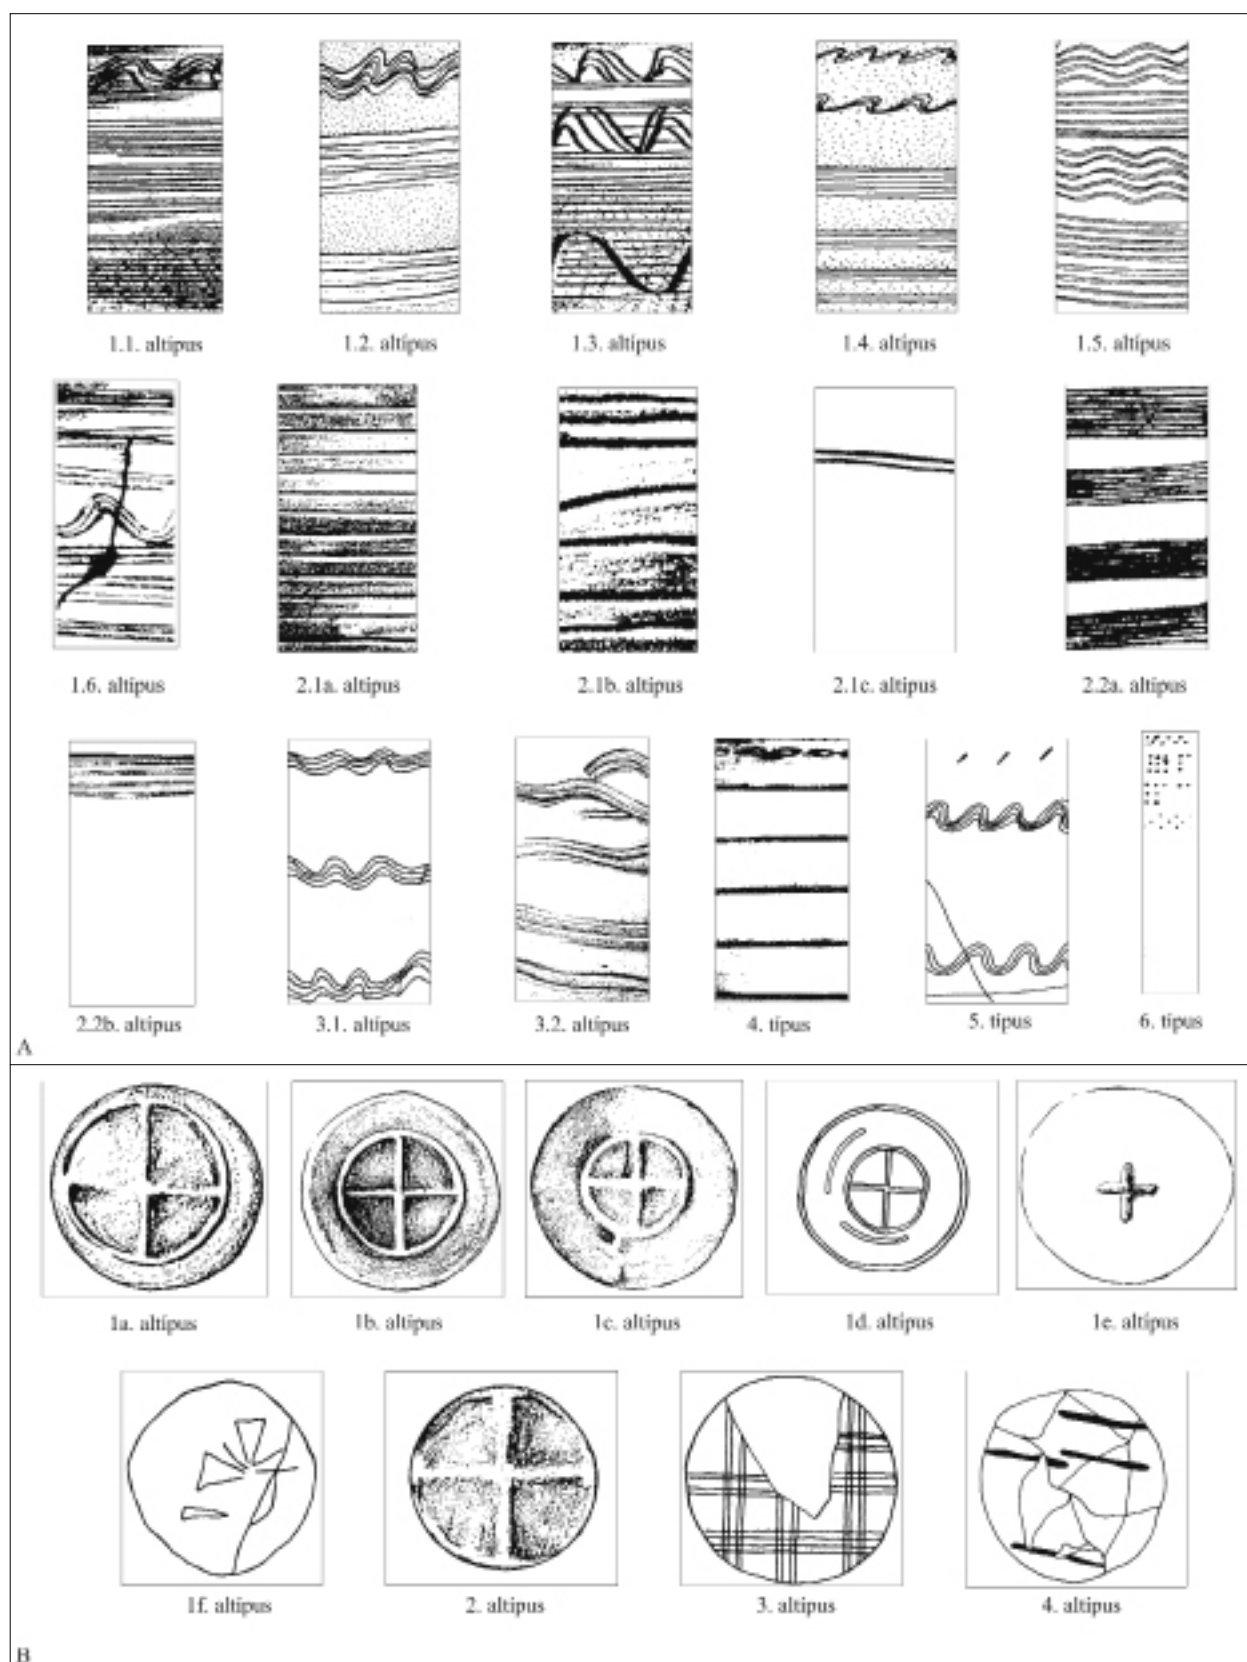 1.1. altípus 1.2. altípus 1.3. altípus 1.4. altípus 1.5. altípus
1.6. altípus 2.1a. altípus 2.1b. altípus 2.1c. altípus 2.2a. altípus
2.2b. altípus 3.1. altípus 3.2. altípus 4. típus 5. típus 6. típus
A
1a. altípus 1b. altípus 1c. altípus 1d. altípus 1e. altípus
1f. altípus 2. altípus 3. altípus 4. altípus
B